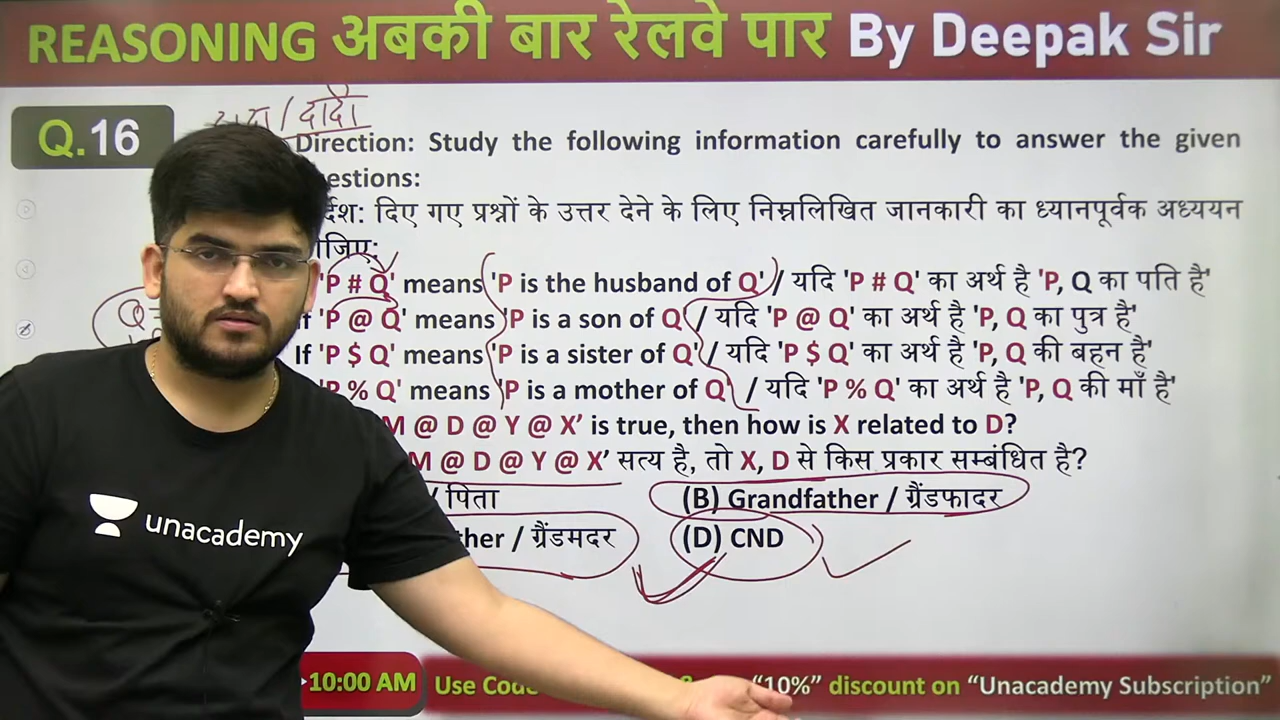 REASONING अबकी बार रेलवे पार By Deepak Sir
Q.16
दादा / दादी
Direction: Study the following information carefully to answer the given
estions:
र्देश: दिए गए प्रश्नों के उत्तर देने के लिए निम्नलिखित जानकारी का ध्यानपूर्वक अध्ययन
जिए:
'P # Q' means 'P is the husband of Q' / यदि 'P # Q' का अर्थ है 'P, Q का पति है'
If 'P @ Q' means 'P is a son of Q' / यदि 'P @ Q' का अर्थ है 'P, Q का पुत्र है'
If 'P $ Q' means 'P is a sister of Q' / यदि 'P $ Q' का अर्थ है 'P, Q की बहन है'
'P % Q' means 'P is a mother of Q' / यदि 'P % Q' का अर्थ है 'P, Q की माँ है'
M @ D @ Y @ X’ is true, then how is X related to D?
M @ D @ Y @ X’ सत्य है, तो X, D से किस प्रकार सम्बंधित है?
/ पिता (B) Grandfather / ग्रैंडफादर
ther / ग्रैंडमदर (D) CND
unacademy
10:00 AM Use Code “10%” discount on “Unacademy Subscription”